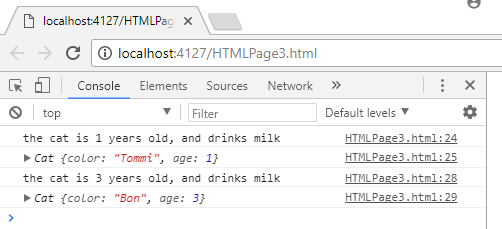 localhost:4127/HTMLPag
localhost:4127/HTMLPage3.html
Console Elements Sources Network »
top Filter Default levels
the cat is 1 years old, and drinks milk HTMLPage3.html:24
Cat {color: "Tommi", age: 1} HTMLPage3.html:25
the cat is 3 years old, and drinks milk HTMLPage3.html:28
Cat {color: "Bon", age: 3} HTMLPage3.html:29